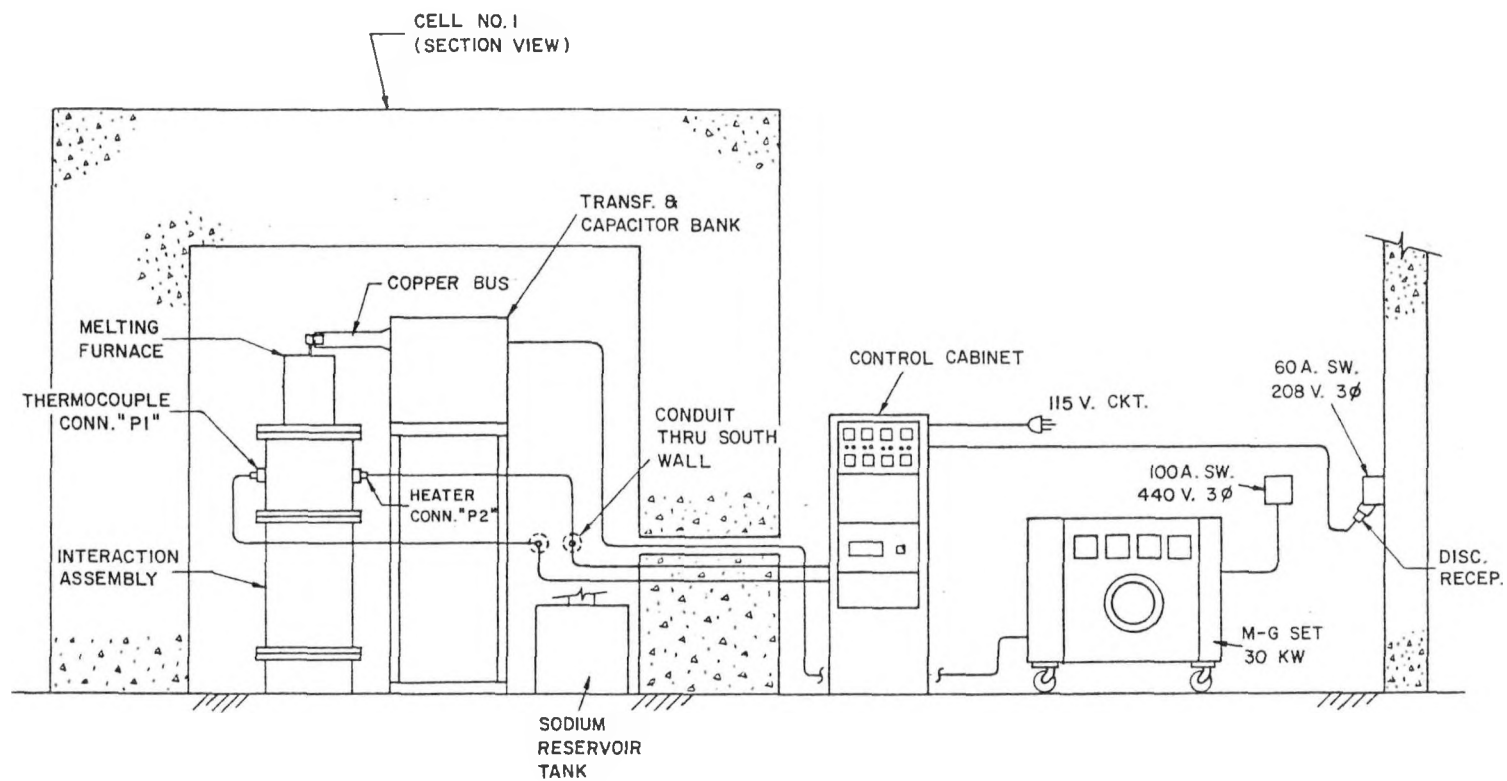 CELL NO. 1
(SECTION VIEW)
TRANSF. &
CAPACITOR BANK
COPPER BUS
MELTING
FURNACE
THERMOCOUPLE
CONN. "P1"
CONDUIT
THRU SOUTH
WALL
HEATER
CONN. "P2"
INTERACTION
ASSEMBLY
SODIUM
RESERVOIR
TANK
CONTROL CABINET
115 V. CKT.
60 A. SW.
208 V. 3φ
100 A. SW.
440 V. 3φ
DISC.
RECEP.
M-G SET
30 KW